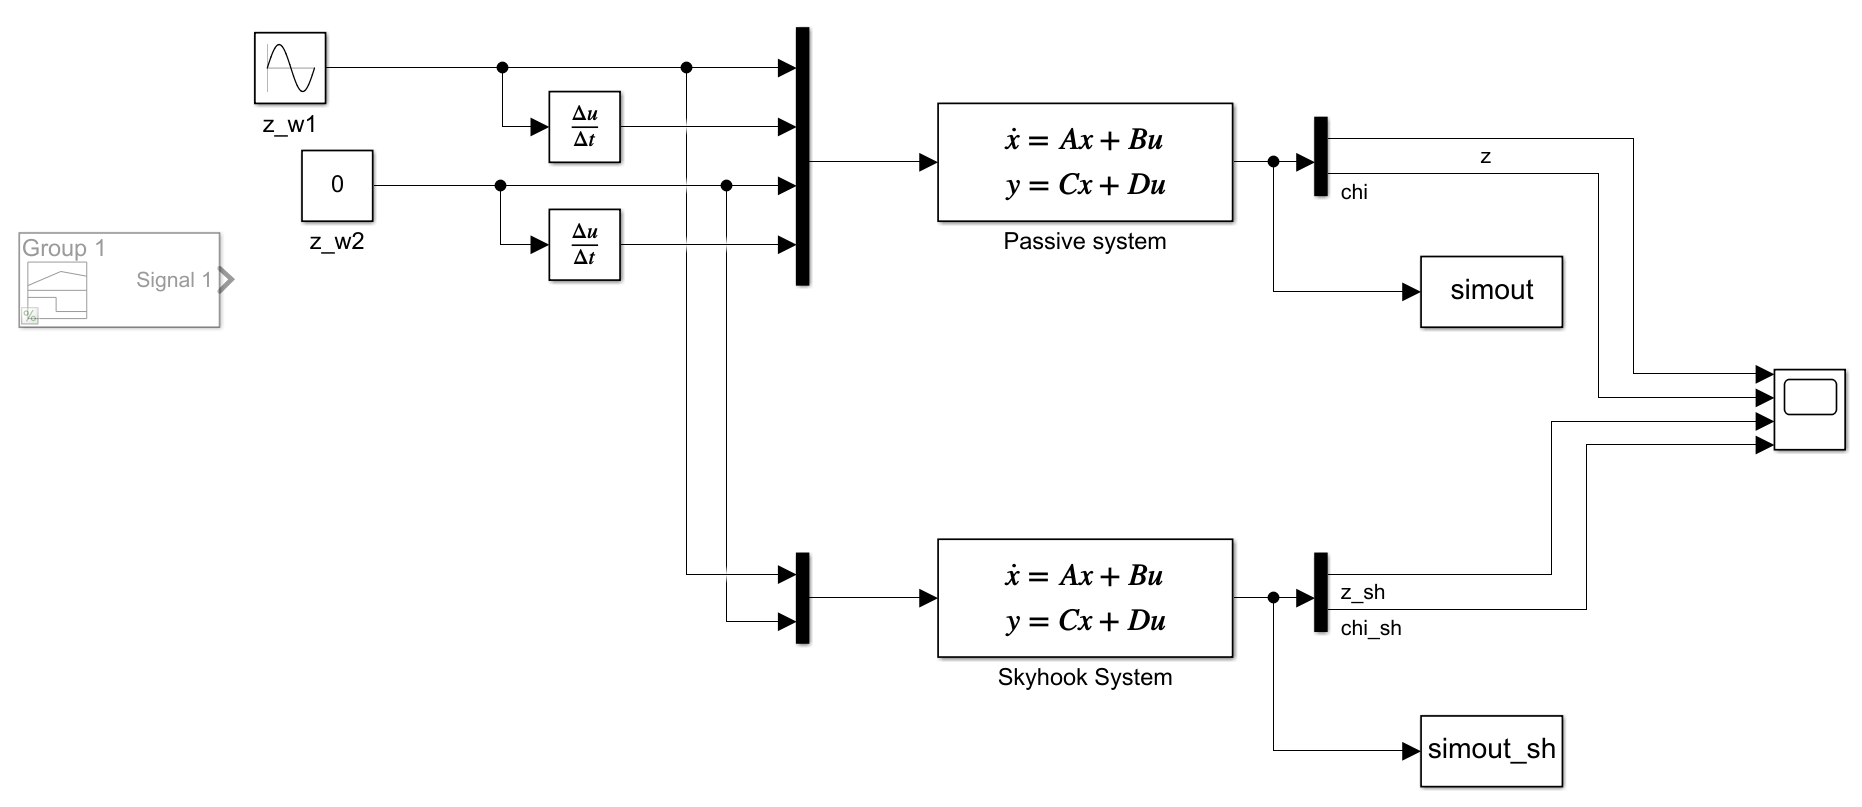 z_w1
Δu
Δt
0
z_w2
Δu
Δt
Group 1
Signal 1
%
ẋ = Ax + Bu
y = Cx + Du
Passive system
z
chi
simout
ẋ = Ax + Bu
y = Cx + Du
Skyhook System
z_sh
chi_sh
simout_sh